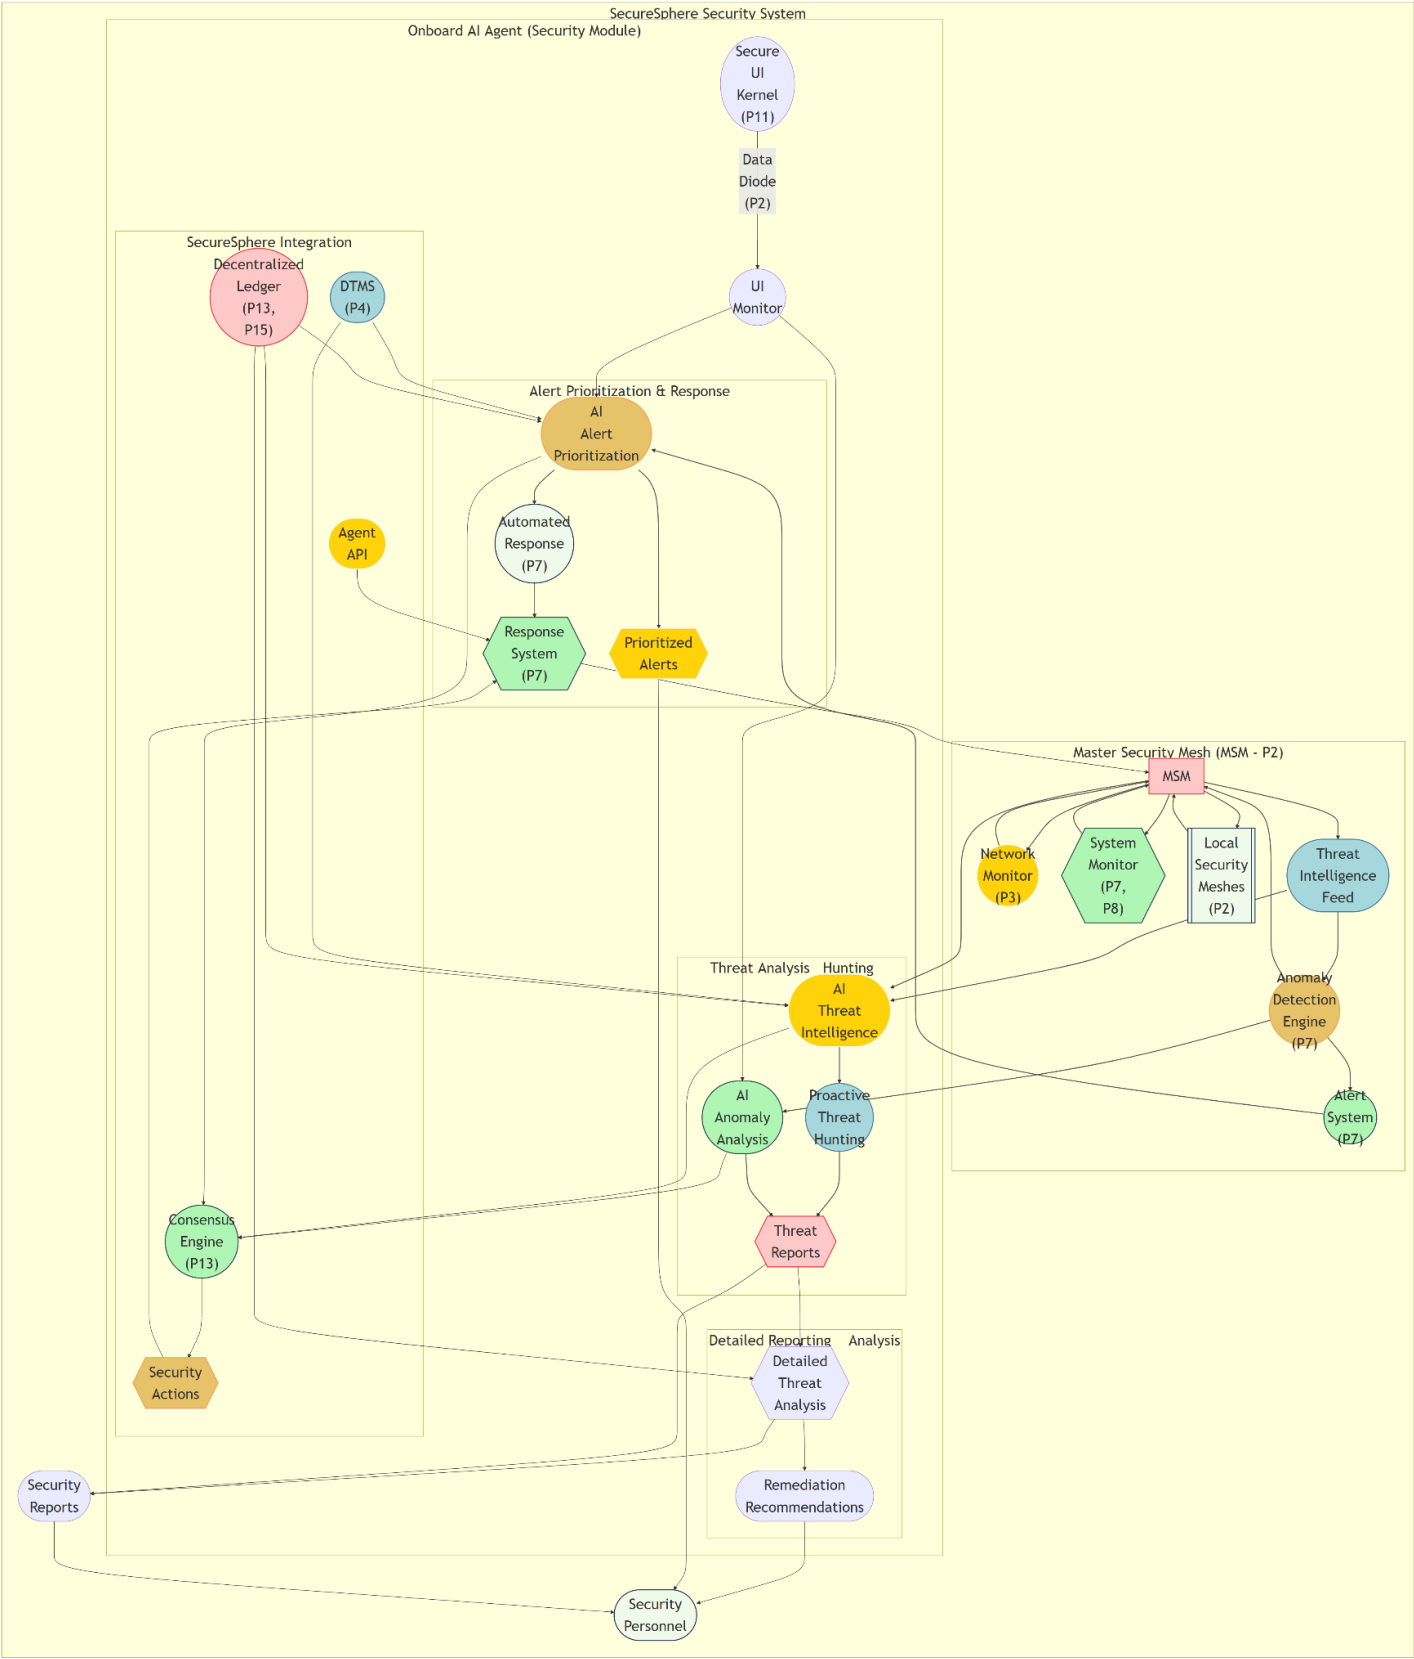 SecureSphere Security System
Onboard AI Agent (Security Module)
Secure
UI
Kernel
(P11)
Data
Diode
(P2)
SecureSphere Integration
Decentralized
Ledger
(P13,
P15)
DTMS
(P4)
UI
Monitor
Alert Prioritization & Response
AI
Alert
Prioritization
Agent
API
Automated
Response
(P7)
Response
System
(P7)
Prioritized
Alerts
Master Security Mesh (MSM - P2)
MSM
Network
Monitor
(P3)
System
Monitor
(P7,
P8)
Local
Security
Meshes
(P2)
Threat
Intelligence
Feed
Threat Analysis Hunting
AI
Threat
Intelligence
Anomaly
Detection
Engine
(P7)
AI
Anomaly
Analysis
Proactive
Threat
Hunting
Alert
System
(P7)
Consensus
Engine
(P13)
Threat
Reports
Security
Actions
Detailed Reporting Analysis
Detailed
Threat
Analysis
Security
Reports
Remediation
Recommendations
Security
Personnel